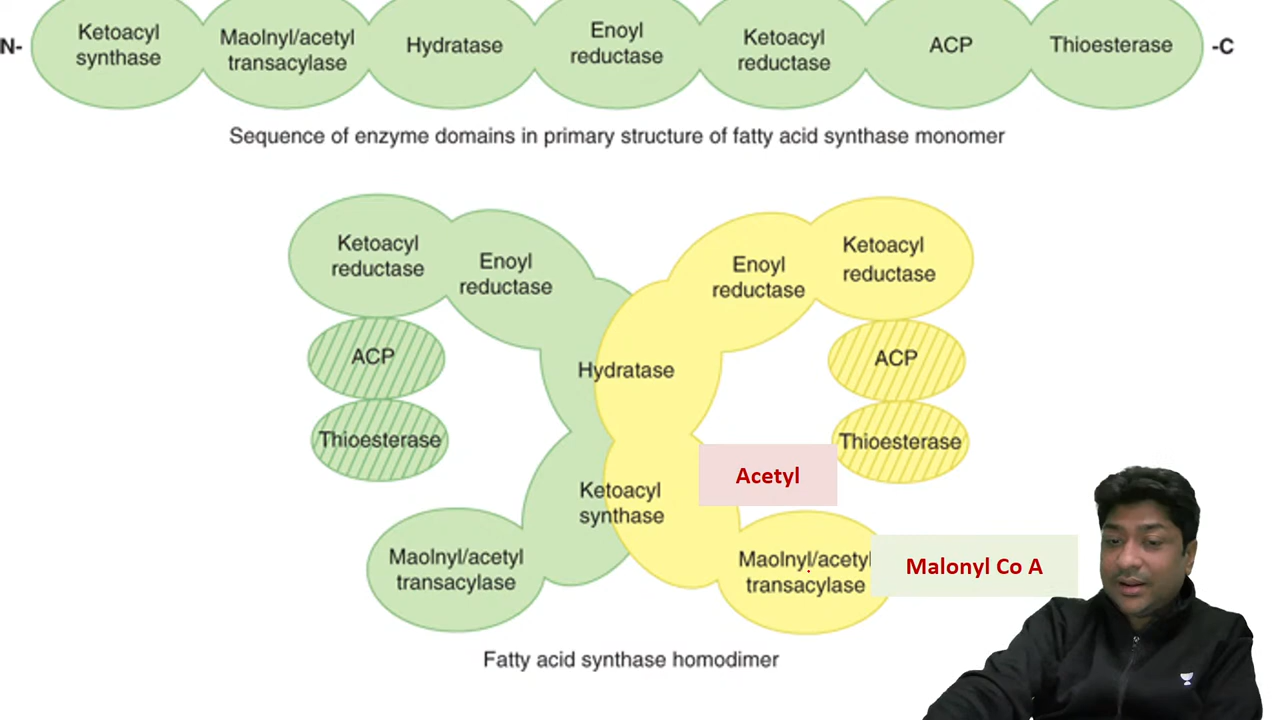 N-
Ketoacyl
synthase
Maolnyl/acetyl
transacylase
Hydratase
Enoyl
reductase
Ketoacyl
reductase
ACP
Thioesterase
-C
Sequence of enzyme domains in primary structure of fatty acid synthase monomer
Ketoacyl
reductase
Enoyl
reductase
Enoyl
reductase
Ketoacyl
reductase
ACP
ACP
Hydratase
Thioesterase
Thioesterase
Acetyl
Ketoacyl
synthase
Maolnyl/acetyl
transacylase
Maolnyl/acetyl
transacylase
Malonyl Co A
Fatty acid synthase homodimer